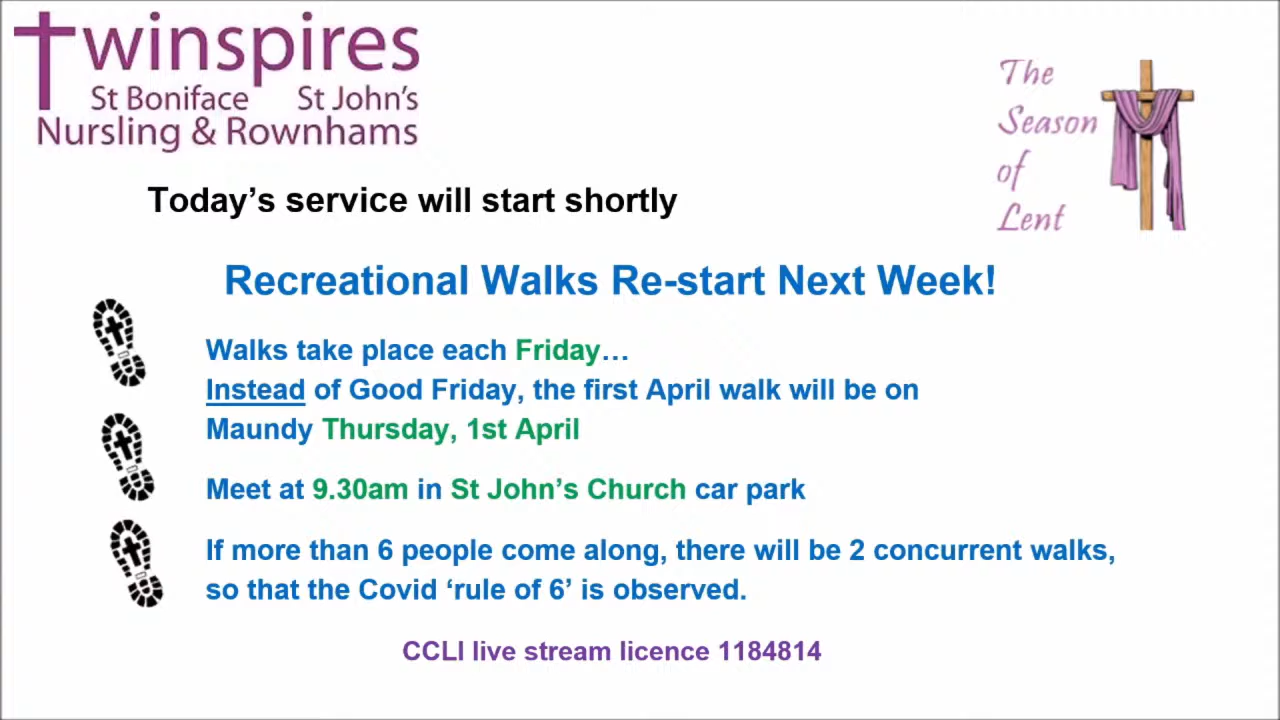 twinspires
St Boniface St John's
Nursling & Rownhams
The
Season
of
Lent
Today's service will start shortly
Recreational Walks Re-start Next Week!
Walks take place each Friday…
Instead of Good Friday, the first April walk will be on
Maundy Thursday, 1st April
Meet at 9.30am in St John's Church car park
If more than 6 people come along, there will be 2 concurrent walks,
so that the Covid 'rule of 6' is observed.
CCLI live stream licence 1184814